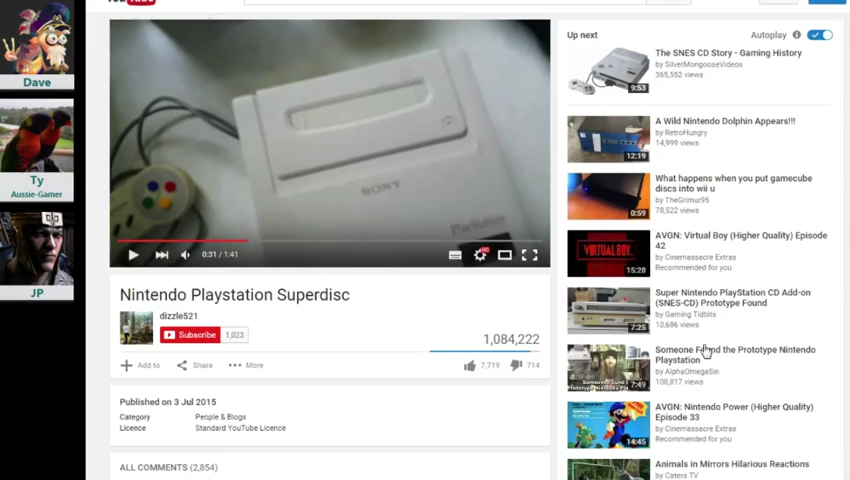 YouTube
Dave
Ty
Aussie-Gamer
JP
SONY
PlayStation
0:31 / 1:41
Nintendo Playstation Superdisc
dizzle521
Subscribe
1,023
1,084,222
Add to
Share
More
7,719
714
Published on 3 Jul 2015
Category
People & Blogs
Licence
Standard YouTube Licence
ALL COMMENTS (2,854)
Up next
Autoplay
9:53
The SNES CD Story - Gaming History
by SilverMongooseVideos
365,552 views
12:19
A Wild Nintendo Dolphin Appears!!!
by RetroHungry
14,999 views
0:59
What happens when you put gamecube
discs into wii u
by TheGrimur95
78,522 views
VIRTUAL BOY
15:28
AVGN: Virtual Boy (Higher Quality) Episode
42
by Cinemassacre Extras
Recommended for you
7:25
Super Nintendo PlayStation CD Add-on
(SNES-CD) Prototype Found
by Gaming Tidbits
10,686 views
7:49
Someone Found the Prototype Nintendo
Playstation
by AlphaOmegaSin
108,817 views
14:45
AVGN: Nintendo Power (Higher Quality)
Episode 33
by Cinemassacre Extras
Recommended for you
Animals in Mirrors Hilarious Reactions
by Caters TV